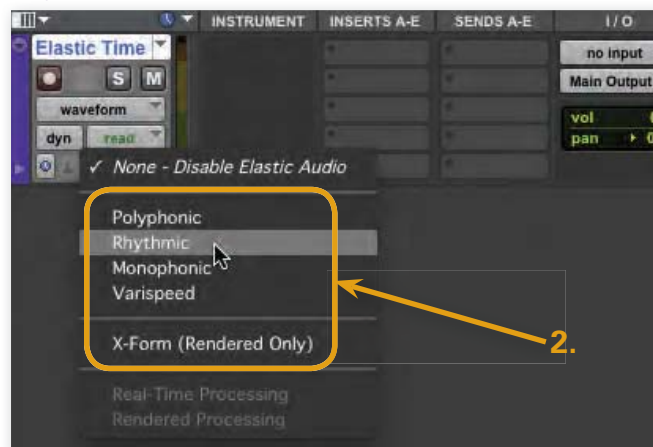 INSTRUMENT INSERTS A-E SENDS A-E I / O
Elastic Time
no input
S M
Main Output
waveform
vol
dyn read
pan
✓ None - Disable Elastic Audio
Polyphonic
Rhythmic
Monophonic
Varispeed
2.
X-Form (Rendered Only)
Real-Time Processing
Rendered Processing